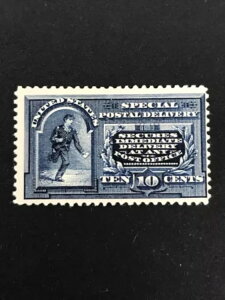 UNITED STATES
SPECIAL
POSTAL DELIVERY
SECURES
IMMEDIATE
DELIVERY
AT ANY
POST OFFICE
TEN 10 CENTS